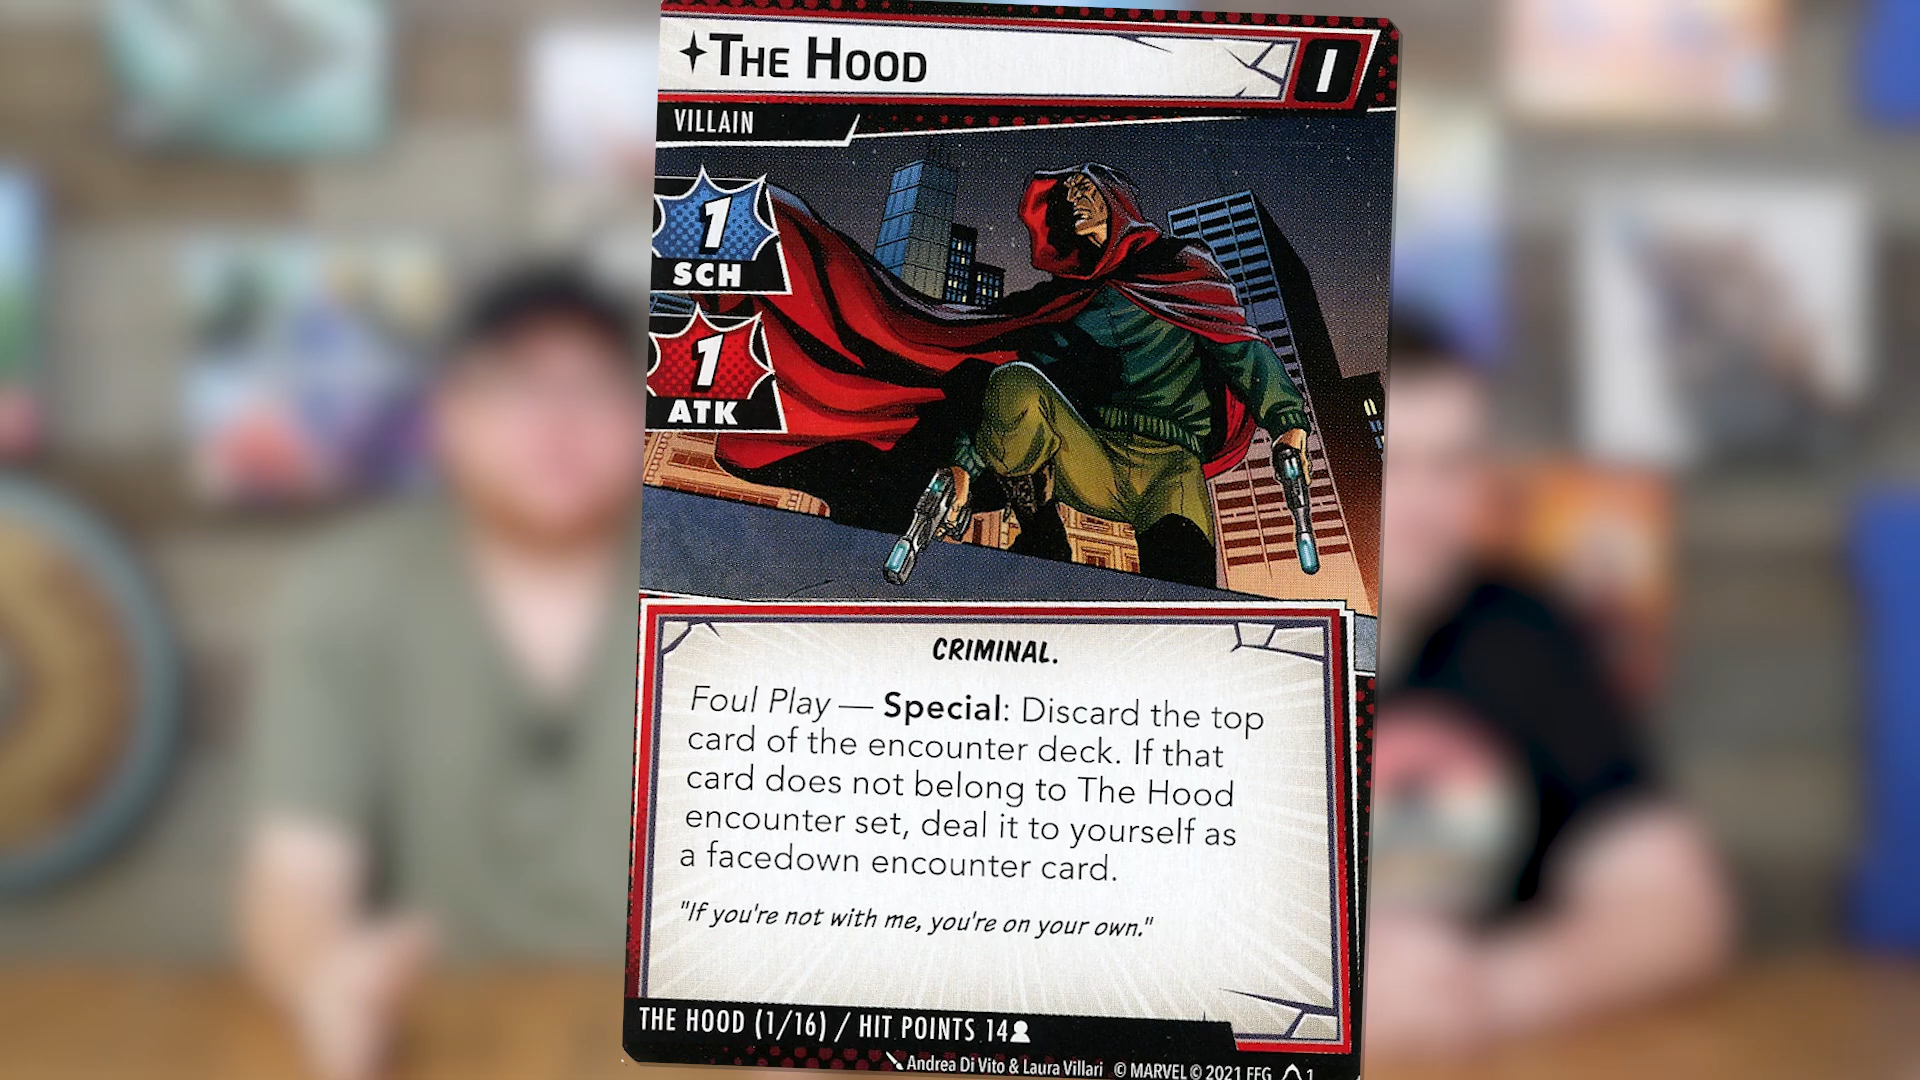 THE HOOD
I
VILLAIN
1
SCH
1
ATK
CRIMINAL.
Foul Play — Special: Discard the top
card of the encounter deck. If that
card does not belong to The Hood
encounter set, deal it to yourself as
a facedown encounter card.
"If you're not with me, you're on your own."
THE HOOD (1/16) / HIT POINTS 14
Andrea Di Vito & Laura Villari © MARVEL © 2021 FFG 1